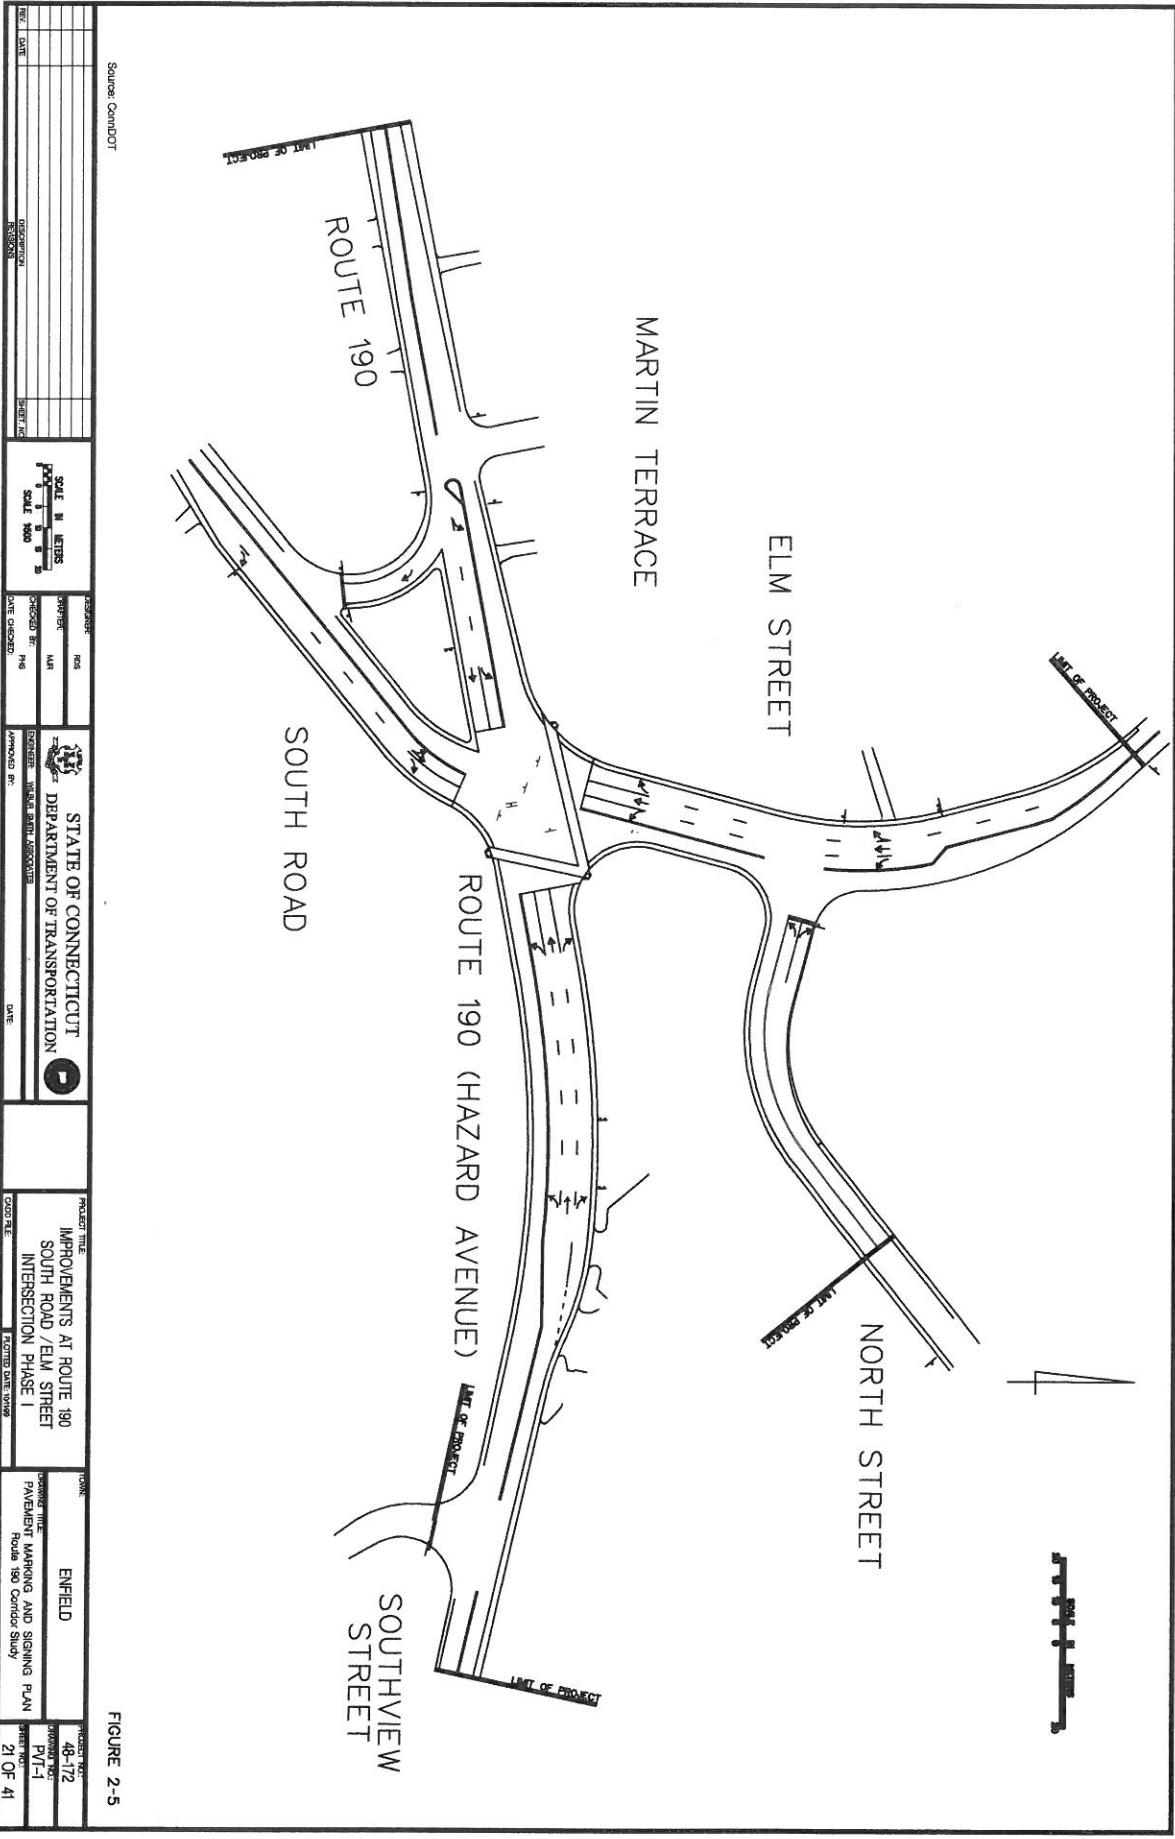 MARTIN TERRACE
ELM STREET
NORTH STREET
LIMIT OF PROJECT
LIMIT OF PROJECT
LIMIT OF PROJECT
ROUTE 190
SOUTH ROAD
ROUTE 190 (HAZARD AVENUE)
LIMIT OF PROJECT
LIMIT OF PROJECT
SOUTHVIEW
STREET
Source: ConnDOT
FIGURE 2-5
REV.
DATE
DESCRIPTION
SHEET NO.
REVISIONS
SCALE IN METERS
SCALE 1:500
DESIGNER:
RDS
DRAFTER:
MJR
CHECKED BY:
PHS
DATE CHECKED:
STATE OF CONNECTICUT
DEPARTMENT OF TRANSPORTATION
ENGINEER: WILBUR SMITH ASSOCIATES
APPROVED BY:
DATE:
PROJECT TITLE:
IMPROVEMENTS AT ROUTE 190
SOUTH ROAD / ELM STREET
INTERSECTION PHASE I
CADD FILE:
TOWN:
ENFIELD
DRAWING TITLE:
PAVEMENT MARKING AND SIGNING PLAN
Route 190 Corridor Study
PROJECT NO.:
48-172
DRAWING NO.:
PVT-1
SHEET NO.:
21 OF 41